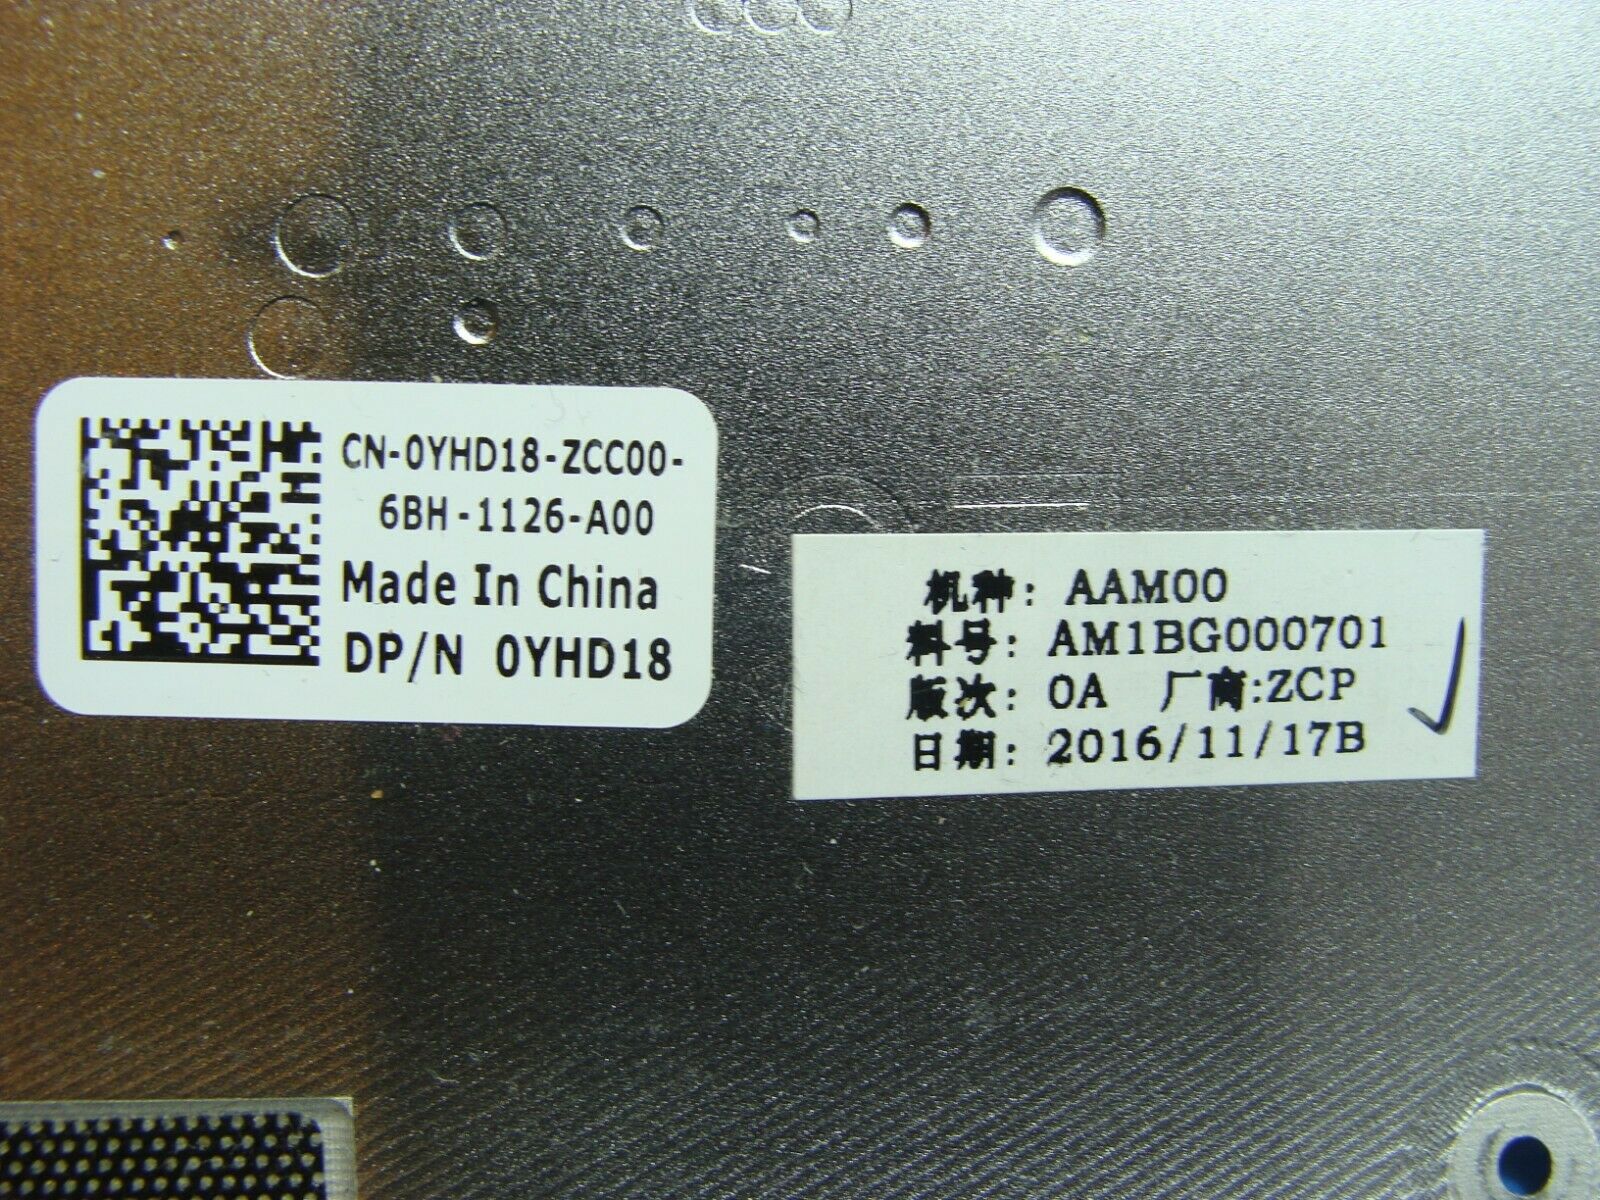 CN-0YHD18-ZCC00-
6BH-1126-A00
Made In China
DP/N 0YHD18
机种: AAM00
料号: AM1BG000701
版次: 0A 厂商:ZCP
日期: 2016/11/17B